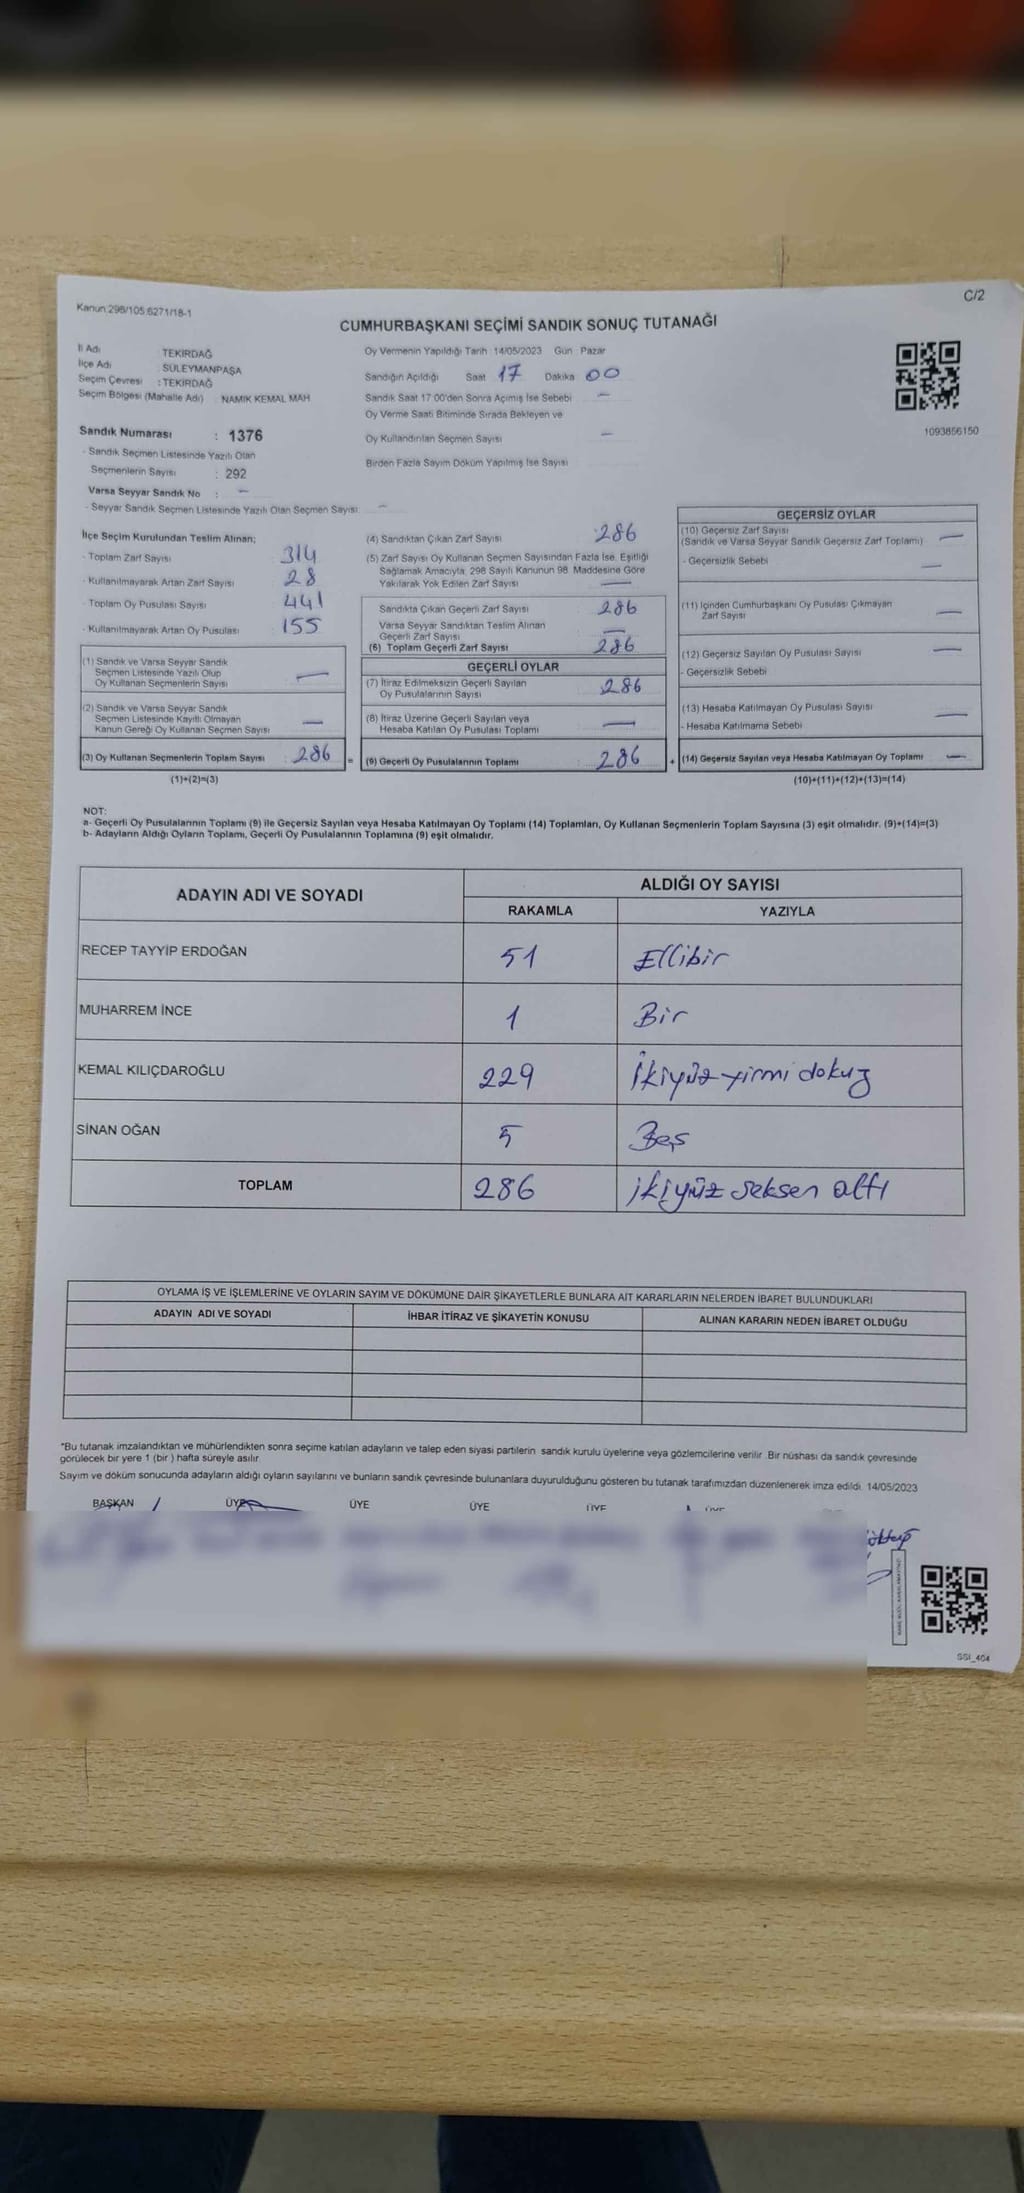 Kanun:298/105.6271/18-1
C/2
CUMHURBAŞKANI SEÇİMİ SANDIK SONUÇ TUTANAĞI
İl Adı TEKİRDAĞ
İlçe Adı : SÜLEYMANPAŞA
Seçim Çevresi : TEKİRDAĞ
Seçim Bölgesi (Mahalle Adı) : NAMIK KEMAL MAH
Sandık Numarası : 1376
- Sandık Seçmen Listesinde Yazılı Olan
Seçmenlerin Sayısı : 292
Varsa Seyyar Sandık No : –
- Seyyar Sandık Seçmen Listesinde Yazılı Olan Seçmen Sayısı: –
Oy Vermenin Yapıldığı Tarih 14/05/2023 Gün Pazar
Sandığın Açıldığı Saat 17 Dakika 00
Sandık Saat 17:00'den Sonra Açımış İse Sebebi –
Oy Verme Saati Bitiminde Sırada Bekleyen ve
Oy Kullandırılan Seçmen Sayısı –
Birden Fazla Sayım Döküm Yapılmış İse Sayısı
1093856150
İlçe Seçim Kurulundan Teslim Alınan;
- Toplam Zarf Sayısı 314
- Kullanılmayarak Artan Zarf Sayısı 28
- Toplam Oy Pusulası Sayısı 441
- Kullanılmayarak Artan Oy Pusulası 155
(1) Sandık ve Varsa Seyyar Sandık
Seçmen Listesinde Yazılı Olup
Oy Kullanan Seçmenlerin Sayısı –
(2) Sandık ve Varsa Seyyar Sandık
Seçmen Listesinde Kayıtlı Olmayan
Kanun Gereği Oy Kullanan Seçmen Sayısı –
(3) Oy Kullanan Seçmenlerin Toplam Sayısı : 286 =
(1)+(2)=(3)
(4) Sandıktan Çıkan Zarf Sayısı :286
(5) Zarf Sayısı Oy Kullanan Seçmen Sayısından Fazla İse, Eşitliği
Sağlamak Amacıyla, 298 Sayılı Kanunun 98. Maddesine Göre
Yakılarak Yok Edilen Zarf Sayısı –
Sandıkta Çıkan Geçerli Zarf Sayısı 286
Varsa Seyyar Sandıktan Teslim Alınan
Geçerli Zarf Sayısı –
(6) Toplam Geçerli Zarf Sayısı 286
GEÇERLİ OYLAR
(7) İtiraz Edilmeksizin Geçerli Sayılan
Oy Pusulalarının Sayısı 286
(8) İtiraz Üzerine Geçerli Sayılan veya
Hesaba Katılan Oy Pusulası Toplamı –
(9) Geçerli Oy Pusulalarının Toplamı 286 +
GEÇERSİZ OYLAR
(10) Geçersiz Zarf Sayısı
(Sandık ve Varsa Seyyar Sandık Geçersiz Zarf Toplamı) –
- Geçersizlik Sebebi –
(11) İçinden Cumhurbaşkanı Oy Pusulası Çıkmayan
Zarf Sayısı –
(12) Geçersiz Sayılan Oy Pusulası Sayısı –
- Geçersizlik Sebebi
(13) Hesaba Katılmayan Oy Pusulası Sayısı –
- Hesaba Katılmama Sebebi
(14) Geçersiz Sayılan veya Hesaba Katılmayan Oy Toplamı –
(10)+(11)+(12)+(13)=(14)
NOT:
a- Geçerli Oy Pusulalarının Toplamı (9) ile Geçersiz Sayılan veya Hesaba Katılmayan Oy Toplamı (14) Toplamları, Oy Kullanan Seçmenlerin Toplam Sayısına (3) eşit olmalıdır. (9)+(14)=(3)
b- Adayların Aldığı Oyların Toplamı, Geçerli Oy Pusulalarının Toplamına (9) eşit olmalıdır.
ADAYIN ADI VE SOYADI ALDIĞI OY SAYISI
RAKAMLA YAZIYLA
RECEP TAYYİP ERDOĞAN 51 Ellibir
MUHARREM İNCE 1 Bir
KEMAL KILIÇDAROĞLU 229 İkiyüz yirmi dokuz
SİNAN OĞAN 5 Beş
TOPLAM 286 ikiyüz seksen altı
OYLAMA İŞ VE İŞLEMLERİNE VE OYLARIN SAYIM VE DÖKÜMÜNE DAİR ŞİKAYETLERLE BUNLARA AİT KARARLARIN NELERDEN İBARET BULUNDUKLARI
ADAYIN ADI VE SOYADI İHBAR İTİRAZ VE ŞİKAYETİN KONUSU ALINAN KARARIN NEDEN İBARET OLDUĞU
*Bu tutanak imzalandıktan ve mühürlendikten sonra seçime katılan adayların ve talep eden siyasi partilerin sandık kurulu üyelerine veya gözlemcilerine verilir. Bir nüshası da sandık çevresinde
görülecek bir yere 1 (bir ) hafta süreyle asılır.
Sayım ve döküm sonucunda adayların aldığı oyların sayılarını ve bunların sandık çevresinde bulunanlara duyurulduğunu gösteren bu tutanak tarafımızdan düzenlenerek imza edildi. 14/05/2023
BAŞKAN ÜYE ÜYE ÜYE ÜYE ÜYE
SSI_404